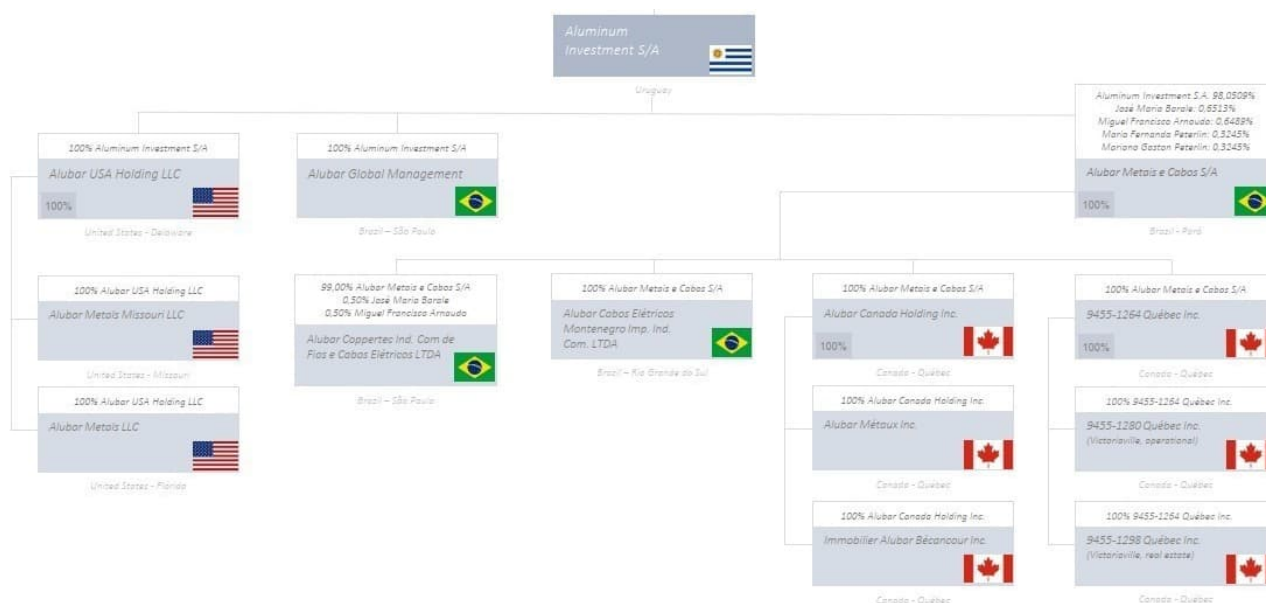 Aluminum
Investment S/A
Uruguay
Aluminum Investment S.A. 98,0509%
José Maria Barale: 0,6513%
Miguel Francisco Arnaudo: 0,6489%
Maria Fernanda Peterlin: 0,3245%
Mariano Gaston Peterlin: 0,3245%
Alubar Metais e Cabos S/A
100%
Brazil - Pará
100% Aluminum Investment S/A
Alubar USA Holding LLC
100%
United States - Delaware
100% Aluminum Investment S/A
Alubar Global Management
Brazil – São Paulo
100% Alubar USA Holding LLC
Alubar Metals Missouri LLC
United States - Missouri
100% Alubar USA Holding LLC
Alubar Metals LLC
United States - Florida
99,00% Alubar Metais e Cabos S/A
0,50% José Maria Barale
0,50% Miguel Francisco Arnaudo
Alubar Coppertec Ind. Com de
Fios e Cabos Elétricos LTDA
Brazil – São Paulo
100% Alubar Metais e Cabos S/A
Alubar Cabos Elétricos
Montenegro Imp. Ind.
Com. LTDA
Brazil – Rio Grande do Sul
100% Alubar Metais e Cabos S/A
Alubar Canada Holding Inc.
100%
Canada - Québec
100% Alubar Canada Holding Inc.
Alubar Métaux Inc.
Canada - Québec
100% Alubar Canada Holding Inc.
Immobilier Alubar Bécancour Inc.
Canada - Québec
100% Alubar Metais e Cabos S/A
9455-1264 Québec Inc.
100%
Canada - Québec
100% 9455-1264 Québec Inc.
9455-1280 Québec Inc.
(Victoriaville, operational)
Canada - Québec
100% 9455-1264 Québec Inc.
9455-1298 Québec Inc.
(Victoriaville, real estate)
Canada - Québec